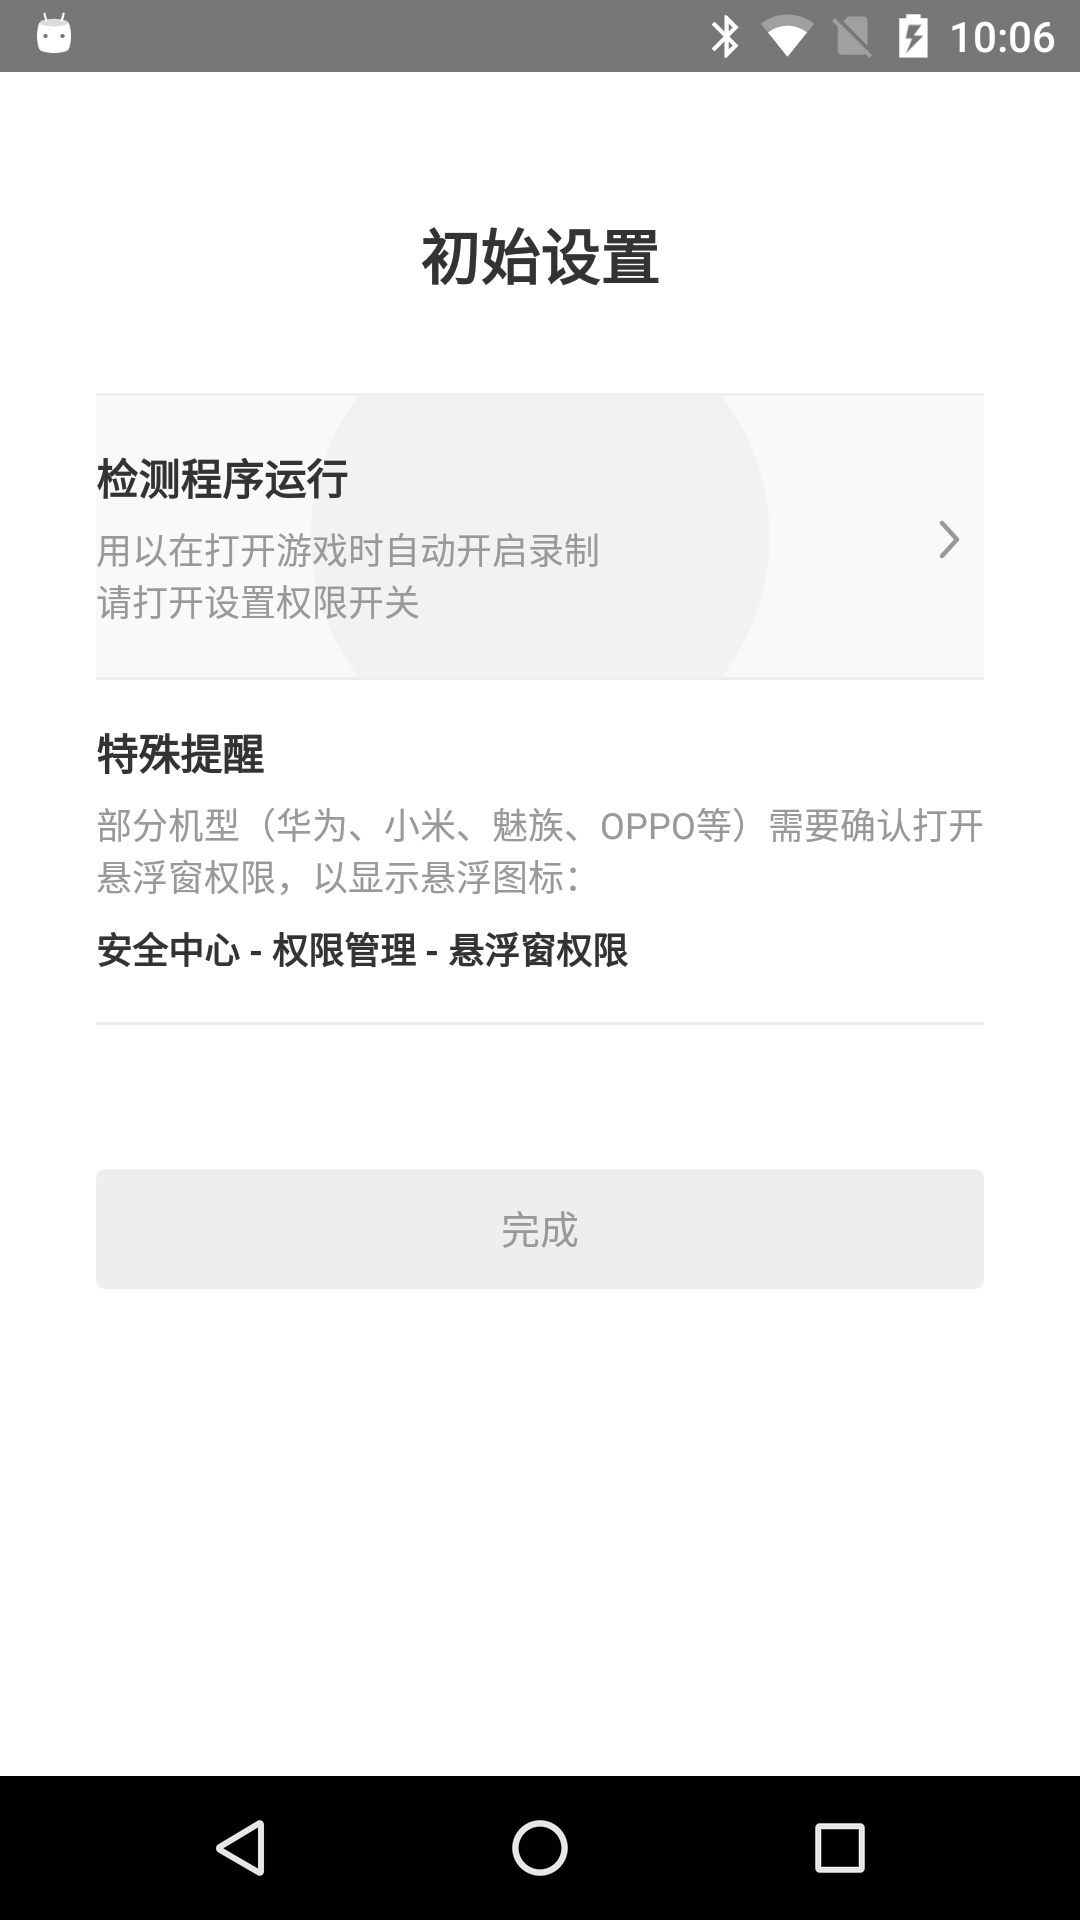 10:06
初始设置
检测程序运行
用以在打开游戏时自动开启录制
请打开设置权限开关
特殊提醒
部分机型（华为、小米、魅族、OPPO等）需要确认打开
悬浮窗权限，以显示悬浮图标：
安全中心 - 权限管理 - 悬浮窗权限
完成